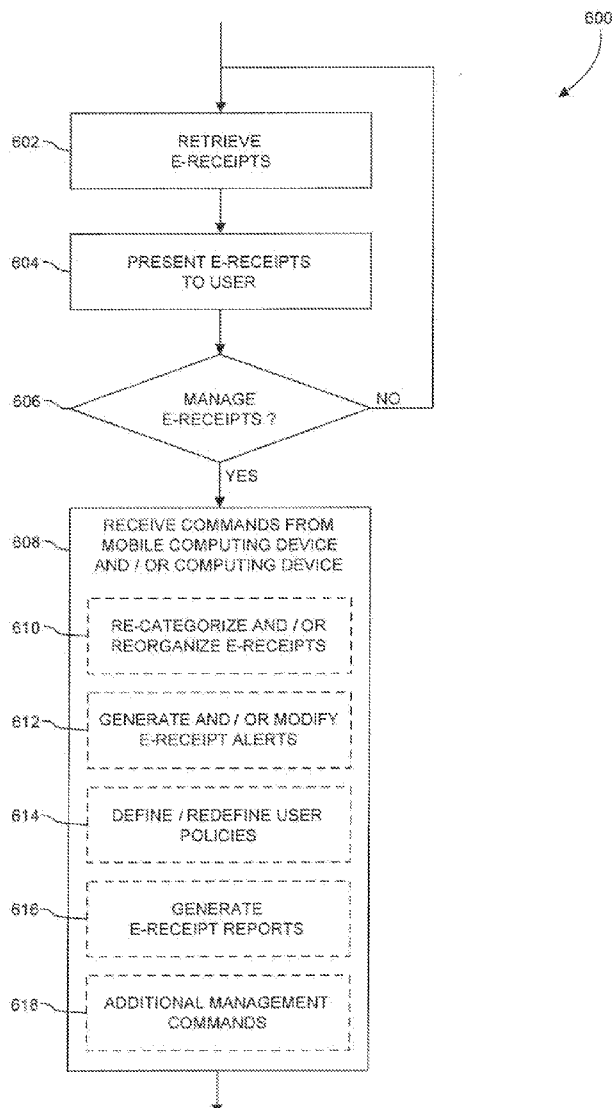 600
602
RETRIEVE
E-RECEIPTS
604
PRESENT E-RECEIPTS
TO USER
606
MANAGE
E-RECEIPTS ?
NO
YES
608
RECEIVE COMMANDS FROM
MOBILE COMPUTING DEVICE
AND / OR COMPUTING DEVICE
610
RE-CATEGORIZE AND / OR
REORGANIZE E-RECEIPTS
612
GENERATE AND / OR MODIFY
E-RECEIPT ALERTS
614
DEFINE / REDEFINE USER
POLICIES
616
GENERATE
E-RECEIPT REPORTS
618
ADDITIONAL MANAGEMENT
COMMANDS